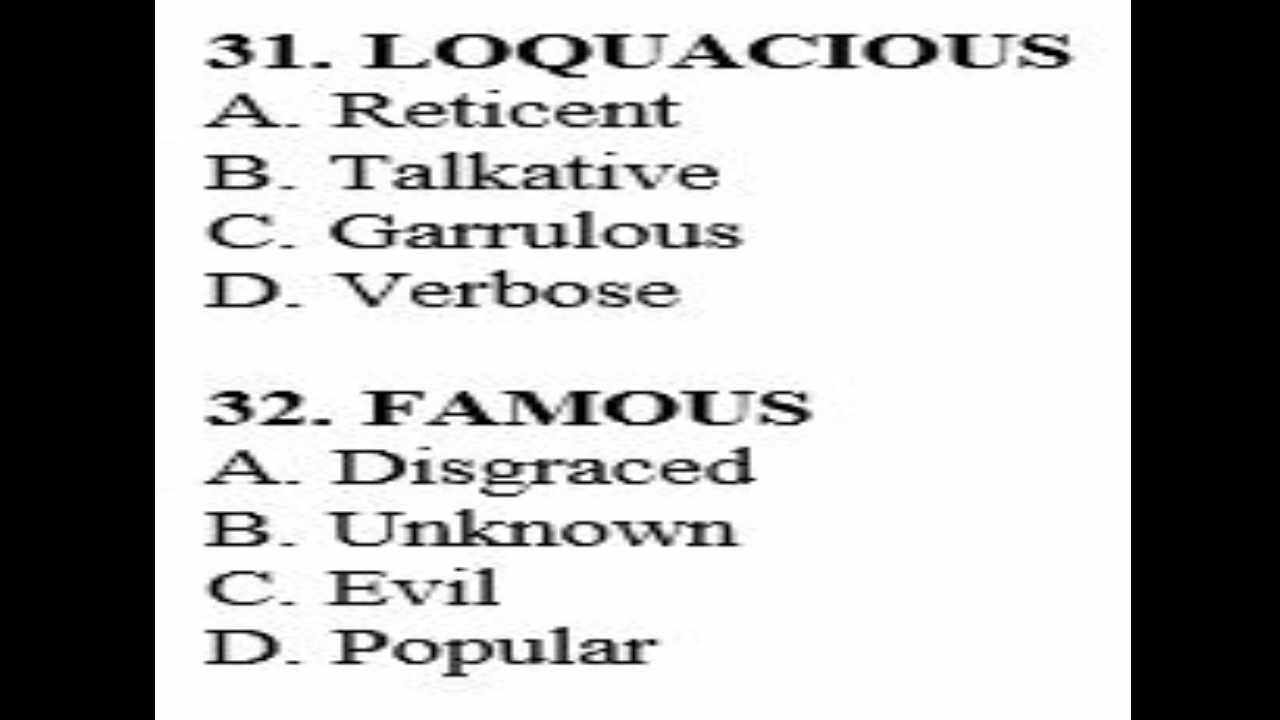 31. LOQUACIOUS
A. Reticent
B. Talkative
C. Garrulous
D. Verbose
32. FAMOUS
A. Disgraced
B. Unknown
C. Evil
D. Popular